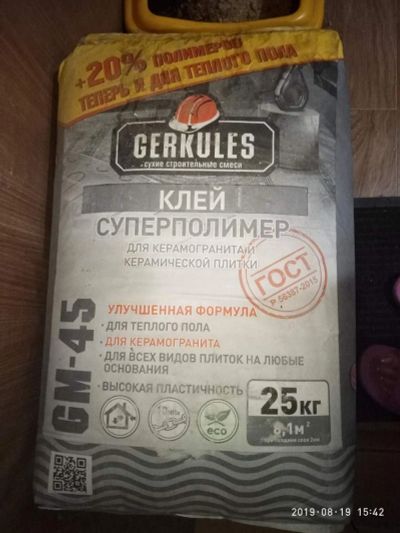 +20% ПОЛИМЕРОВ
ТЕПЕРЬ И ДЛЯ ТЕПЛОГО ПОЛА
GERKULES
СУХИЕ СТРОИТЕЛЬНЫЕ СМЕСИ
КЛЕЙ
СУПЕРПОЛИМЕР
ДЛЯ КЕРАМОГРАНИТА И
КЕРАМИЧЕСКОЙ ПЛИТКИ
ГОСТ
Р 56387-2015
GM-45
УЛУЧШЕННАЯ ФОРМУЛА
• ДЛЯ ТЕПЛОГО ПОЛА
• ДЛЯ КЕРАМОГРАНИТА
• ДЛЯ ВСЕХ ВИДОВ ПЛИТОК НА ЛЮБЫЕ
ОСНОВАНИЯ
• ВЫСОКАЯ ПЛАСТИЧНОСТЬ
25КГ
8,1м²
eco
2019-08-19 15:42